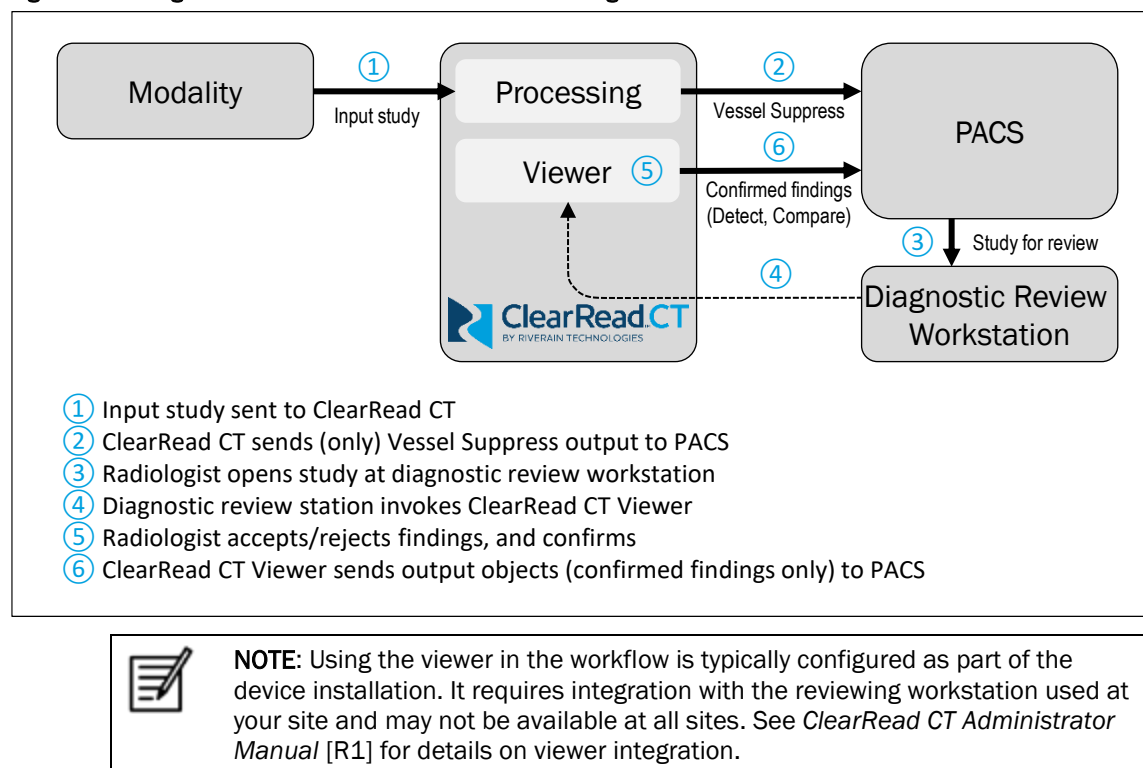 Modality
①
Input study
Processing
Viewer ⑤
ClearRead CT
BY RIVERAIN TECHNOLOGIES
②
Vessel Suppress
⑥
Confirmed findings
(Detect, Compare)
PACS
③ Study for review
④
Diagnostic Review
Workstation
① Input study sent to ClearRead CT
② ClearRead CT sends (only) Vessel Suppress output to PACS
③ Radiologist opens study at diagnostic review workstation
④ Diagnostic review station invokes ClearRead CT Viewer
⑤ Radiologist accepts/rejects findings, and confirms
⑥ ClearRead CT Viewer sends output objects (confirmed findings only) to PACS
NOTE: Using the viewer in the workflow is typically configured as part of the
device installation. It requires integration with the reviewing workstation used at
your site and may not be available at all sites. See ClearRead CT Administrator
Manual [R1] for details on viewer integration.